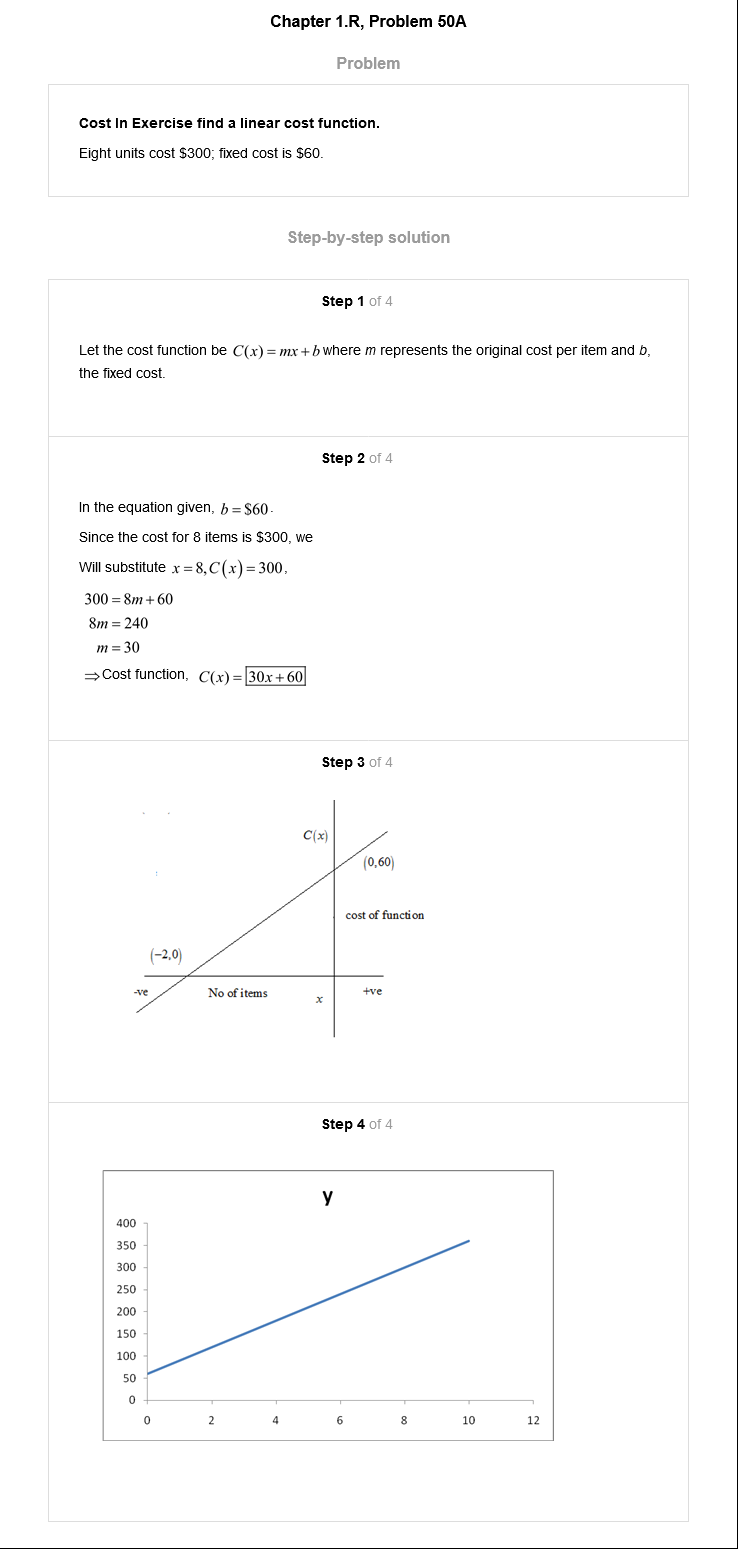 Chapter 1.R, Problem 50A
Problem
Cost In Exercise find a linear cost function.
Eight units cost $300; fixed cost is $60.
Step-by-step solution
Step 1 of 4
Let the cost function be C(x) = mx + b where m represents the original cost per item and b,
the fixed cost.
Step 2 of 4
In the equation given, b = $60.
Since the cost for 8 items is $300, we
Will substitute x = 8, C(x) = 300,
300 = 8m + 60
8m = 240
m = 30
⇒ Cost function, C(x) = 30x + 60
Step 3 of 4
C(x)
(0,60)
cost of function
(−2,0)
-ve
No of items
x
+ve
Step 4 of 4
y
400
350
300
250
200
150
100
50
0
0 2 4 6 8 10 12